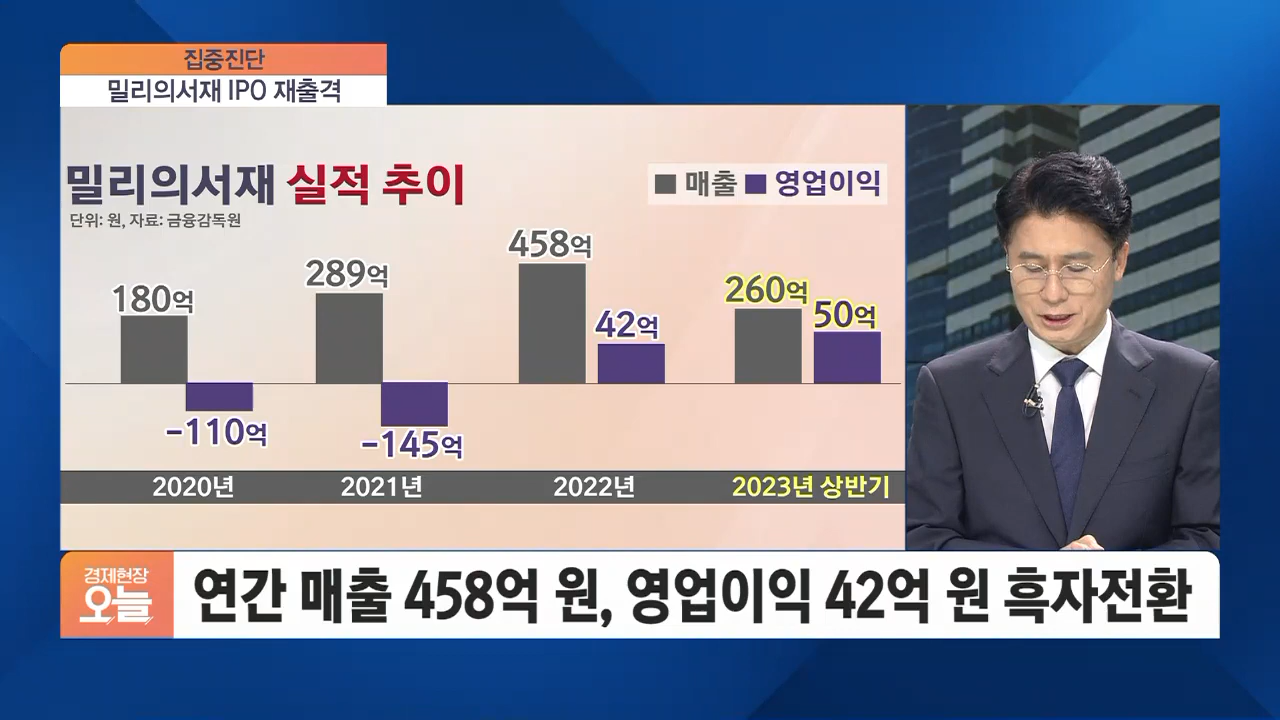 집중진단
밀리의서재 IPO 재출격
밀리의서재 실적 추이
단위: 원, 자료: 금융감독원
매출 영업이익
180억
-110억
289억
-145억
458억
42억
260억
50억
2020년 2021년 2022년 2023년 상반기
경제현장
오늘
연간 매출 458억 원, 영업이익 42억 원 흑자전환